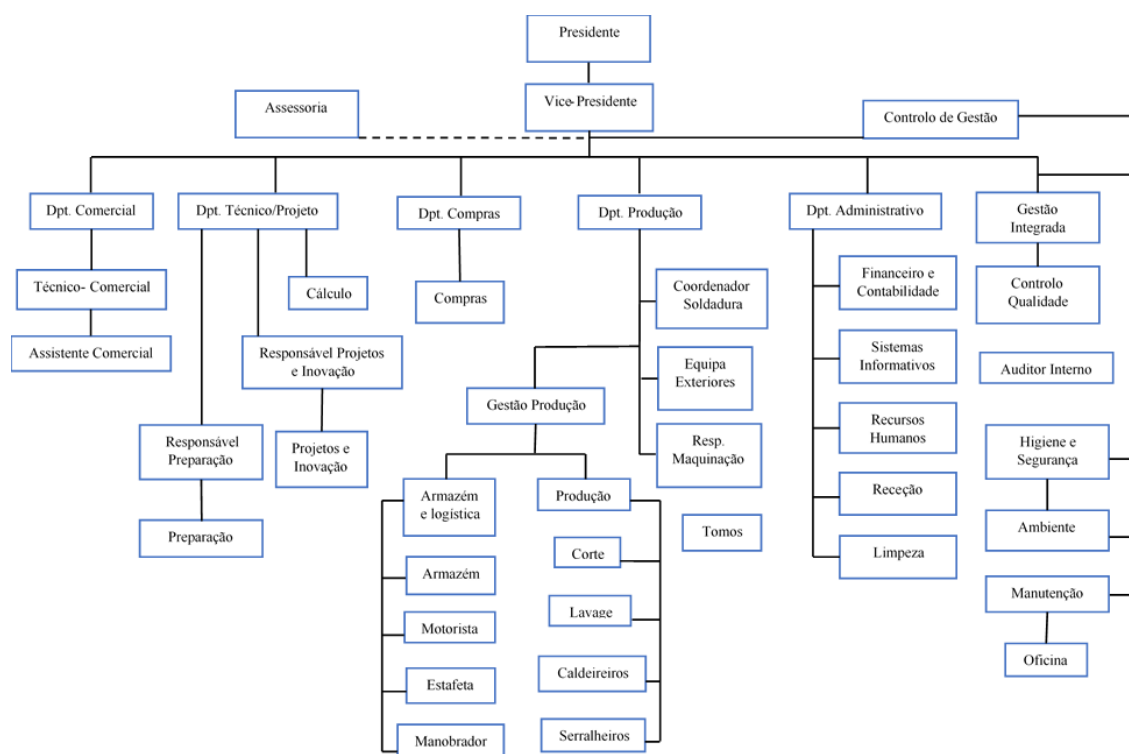 Presidente
Vice-Presidente
Assessoria
Controlo de Gestão
Dpt. Comercial
Dpt. Técnico/Projeto
Dpt. Compras
Dpt. Produção
Dpt. Administrativo
Gestão
Integrada
Técnico- Comercial
Cálculo
Compras
Coordenador
Soldadura
Financeiro e
Contabilidade
Controlo
Qualidade
Assistente Comercial
Responsável Projetos
e Inovação
Equipa
Exteriores
Sistemas
Informativos
Auditor Interno
Gestão Produção
Responsável
Preparação
Projetos e
Inovação
Resp.
Maquinação
Recursos
Humanos
Higiene e
Segurança
Armazém
e logística
Produção
Receção
Preparação
Tomos
Ambiente
Corte
Limpeza
Armazém
Manutenção
Lavage
Motorista
Oficina
Estafeta
Caldeireiros
Manobrador
Serralheiros